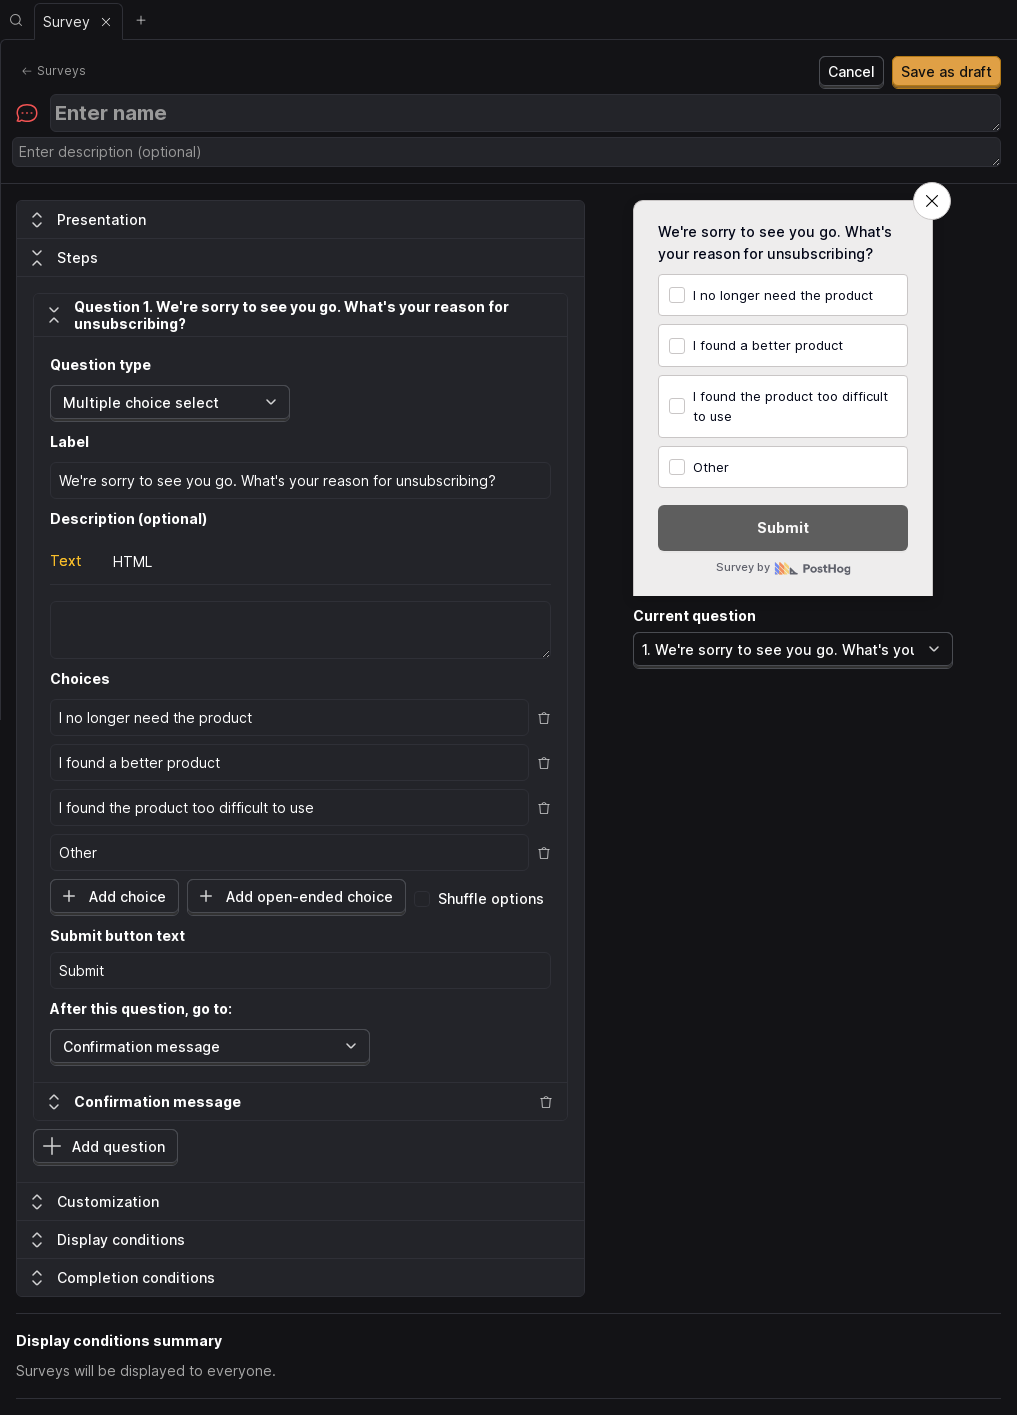 Survey
Surveys
Cancel
Save as draft
Enter name
Enter description (optional)
Presentation
Steps
Question 1. We're sorry to see you go. What's your reason for
unsubscribing?
Question type
Multiple choice select
Label
We're sorry to see you go. What's your reason for unsubscribing?
Description (optional)
Text
HTML
Choices
I no longer need the product
I found a better product
I found the product too difficult to use
Other
Add choice
Add open-ended choice
Shuffle options
Submit button text
Submit
After this question, go to:
Confirmation message
Confirmation message
Add question
Customization
Display conditions
Completion conditions
We're sorry to see you go. What's
your reason for unsubscribing?
I no longer need the product
I found a better product
I found the product too difficult
to use
Other
Submit
Survey by PostHog
Current question
1. We're sorry to see you go. What's you
Display conditions summary
Surveys will be displayed to everyone.